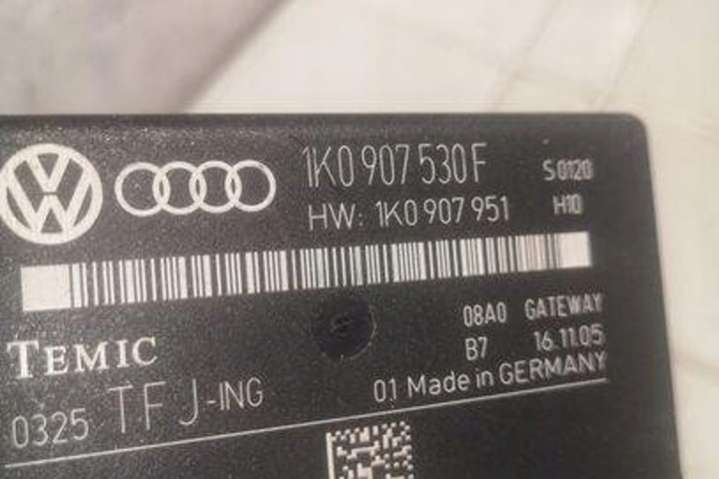 1K0 907 530 F S 0120
HW: 1K0 907 951 H10
08A0 GATEWAY
TEMIC B7 16.11.05
0325 TFJ-ING 01 Made in GERMANY